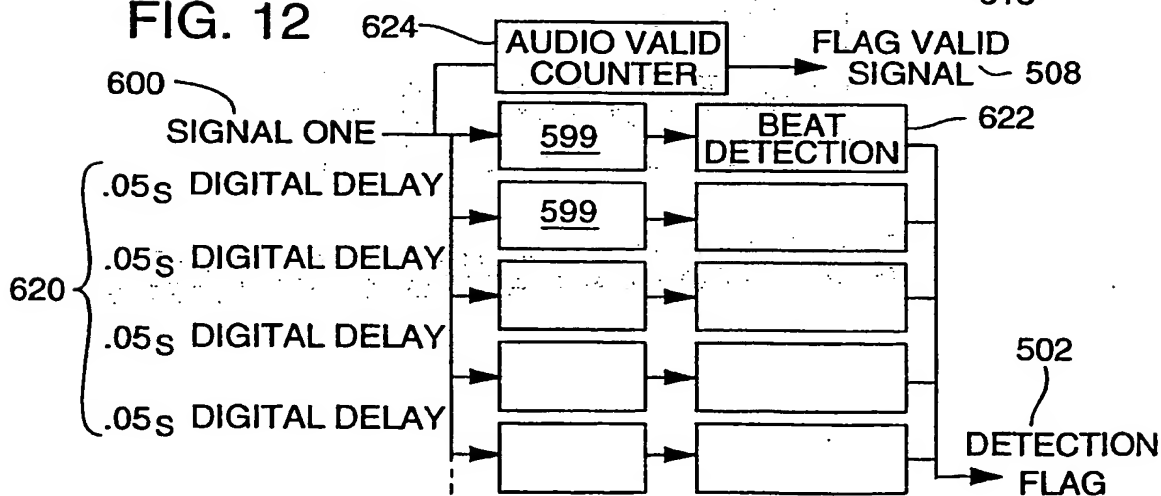 FIG. 12
624
AUDIO VALID
COUNTER
FLAG VALID
SIGNAL
508
600
SIGNAL ONE
599
BEAT
DETECTION
622
.05s DIGITAL DELAY
599
.05s DIGITAL DELAY
620
.05s DIGITAL DELAY
.05s DIGITAL DELAY
502
DETECTION
FLAG